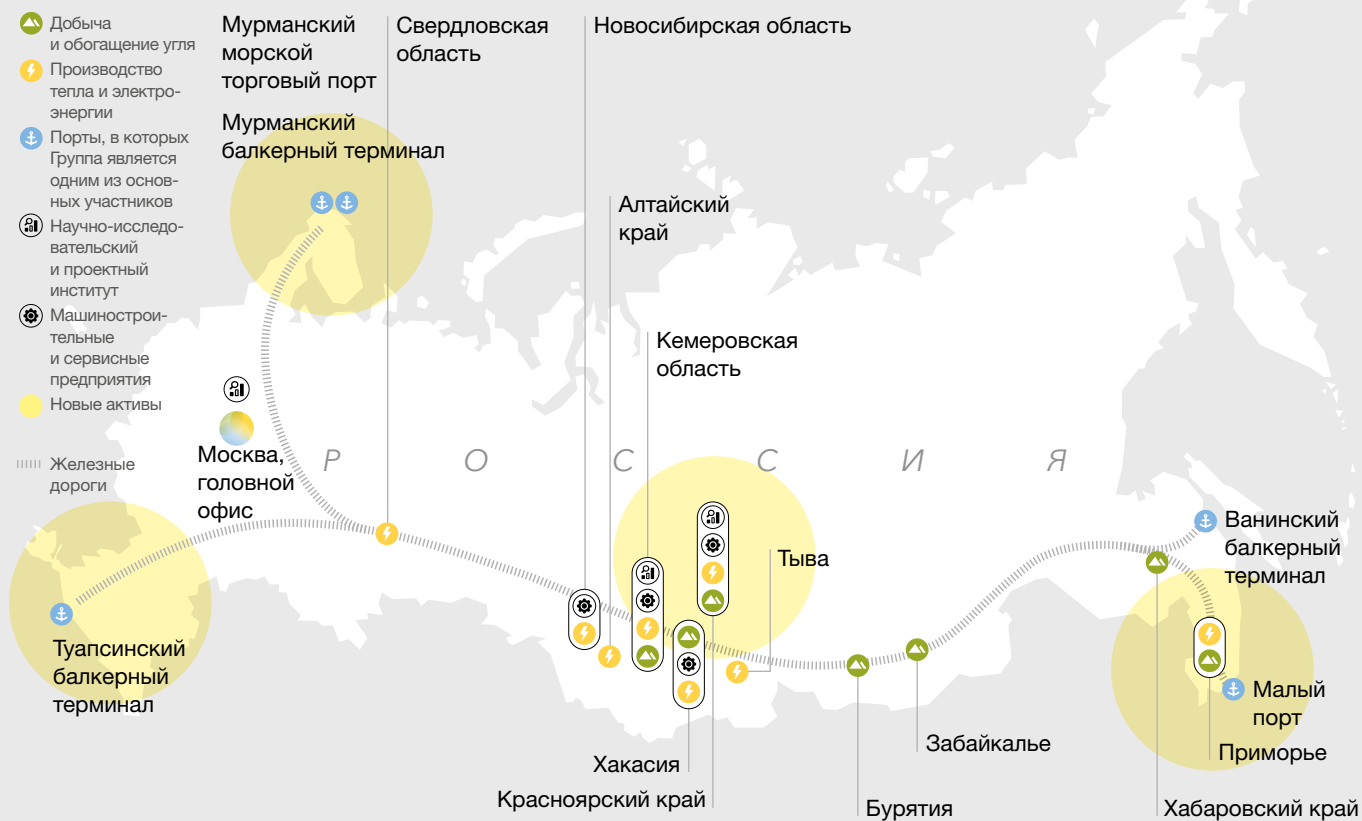 Добыча
и обогащение угля
Производство
тепла и электро-
энергии
Порты, в которых
Группа является
одним из основ-
ных участников
Научно-исследо-
вательский
и проектный
институт
Машинострои-
тельные
и сервисные
предприятия
Новые активы
Железные
дороги
Мурманский
морской
торговый порт
Мурманский
балкерный терминал
Свердловская
область
Новосибирская область
Алтайский
край
Кемеровская
область
Москва,
головной
офис
Р О С С И Я
Тыва
Ванинский
балкерный
терминал
Туапсинский
балкерный
терминал
Малый
порт
Приморье
Забайкалье
Хакасия
Красноярский край
Бурятия
Хабаровский край